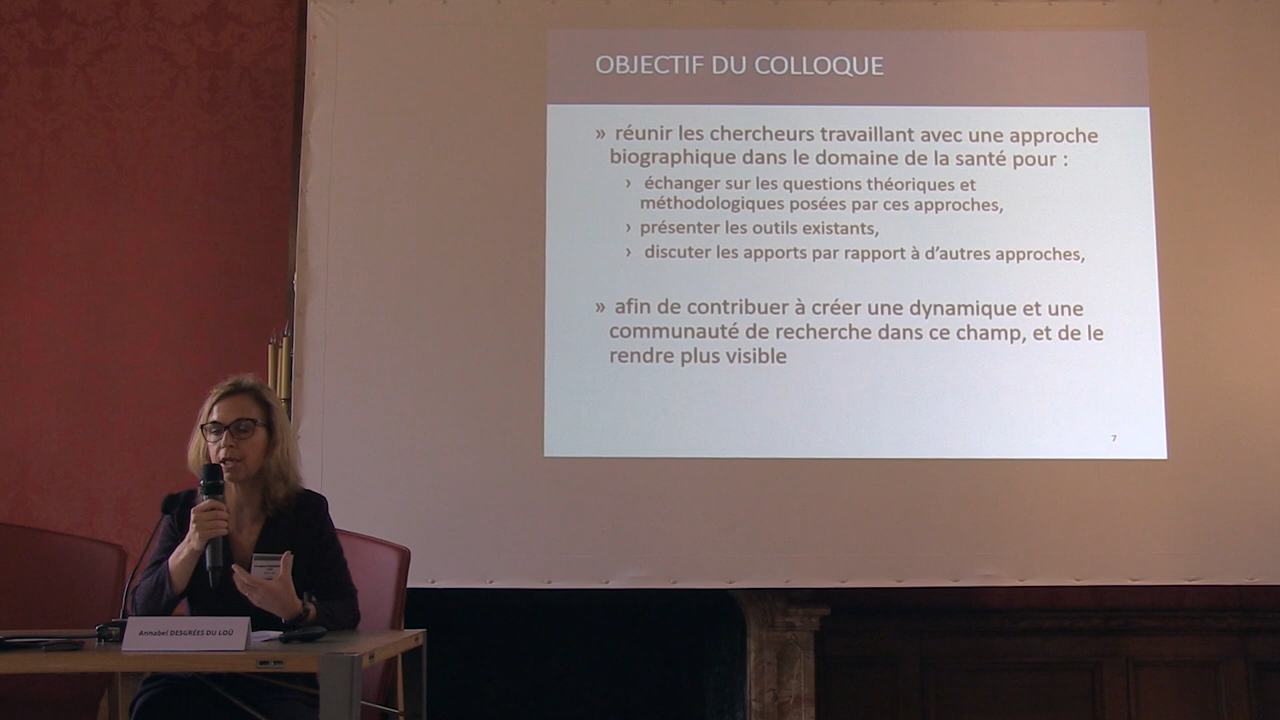 OBJECTIF DU COLLOQUE
» réunir les chercheurs travaillant avec une approche
biographique dans le domaine de la santé pour :
› échanger sur les questions théoriques et
méthodologiques posées par ces approches,
› présenter les outils existants,
› discuter les apports par rapport à d’autres approches,
» afin de contribuer à créer une dynamique et une
communauté de recherche dans ce champ, et de le
rendre plus visible
7
Annabel DESGRÉES DU LOÛ